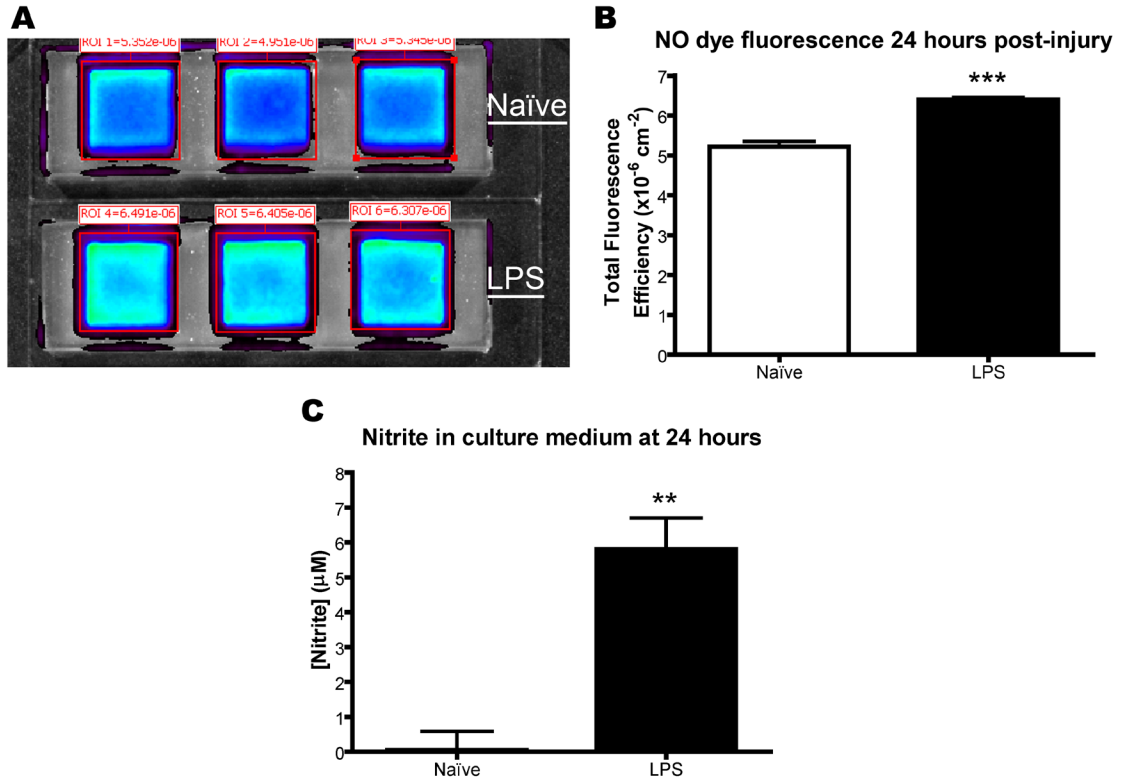 A
ROI 1=5.352e-06
ROI 2=4.951e-06
ROI 3=5.345e-06
Naïve
ROI 4=6.491e-06
ROI 5=6.405e-06
ROI 6=6.307e-06
LPS
B
NO dye fluorescence 24 hours post-injury
Total Fluorescence
Efficiency (x10⁻⁶ cm⁻²)
7
6
5
4
3
2
1
0
***
Naïve
LPS
C
Nitrite in culture medium at 24 hours
[Nitrite] (μM)
8
7
6
5
4
3
2
1
0
**
Naïve
LPS